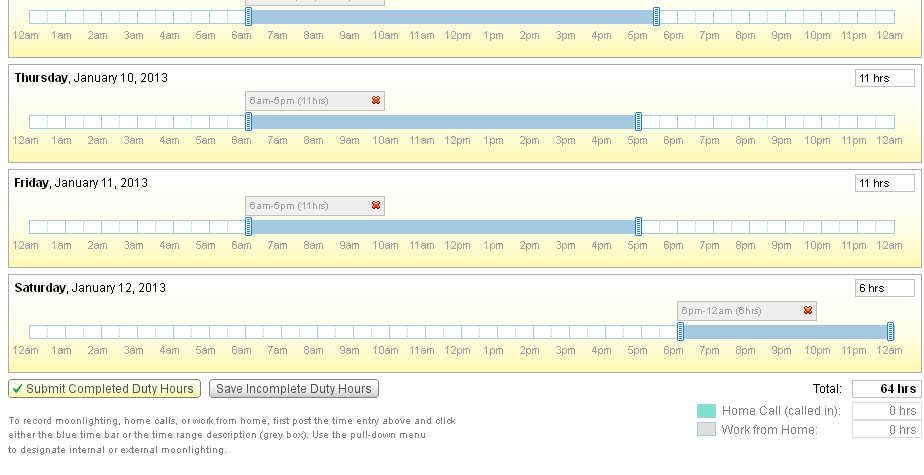 12am 1am 2am 3am 4am 5am 6am 7am 8am 9am 10am 11am 12pm 1pm 2pm 3pm 4pm 5pm 6pm 7pm 8pm 9pm 10pm 11pm 12am
Thursday, January 10, 2013 11 hrs
6am-5pm (11hrs)
12am 1am 2am 3am 4am 5am 6am 7am 8am 9am 10am 11am 12pm 1pm 2pm 3pm 4pm 5pm 6pm 7pm 8pm 9pm 10pm 11pm 12am
Friday, January 11, 2013 11 hrs
6am-5pm (11hrs)
12am 1am 2am 3am 4am 5am 6am 7am 8am 9am 10am 11am 12pm 1pm 2pm 3pm 4pm 5pm 6pm 7pm 8pm 9pm 10pm 11pm 12am
Saturday, January 12, 2013 6 hrs
6pm-12am (6hrs)
12am 1am 2am 3am 4am 5am 6am 7am 8am 9am 10am 11am 12pm 1pm 2pm 3pm 4pm 5pm 6pm 7pm 8pm 9pm 10pm 11pm 12am
Submit Completed Duty Hours Save Incomplete Duty Hours Total: 64 hrs
Home Call (called in): 0 hrs
Work from Home: 0 hrs
To record moonlighting, home calls, or work from home, first post the time entry above and click
either the blue time bar or the time range description (grey box). Use the pull-down menu
to designate internal or external moonlighting.